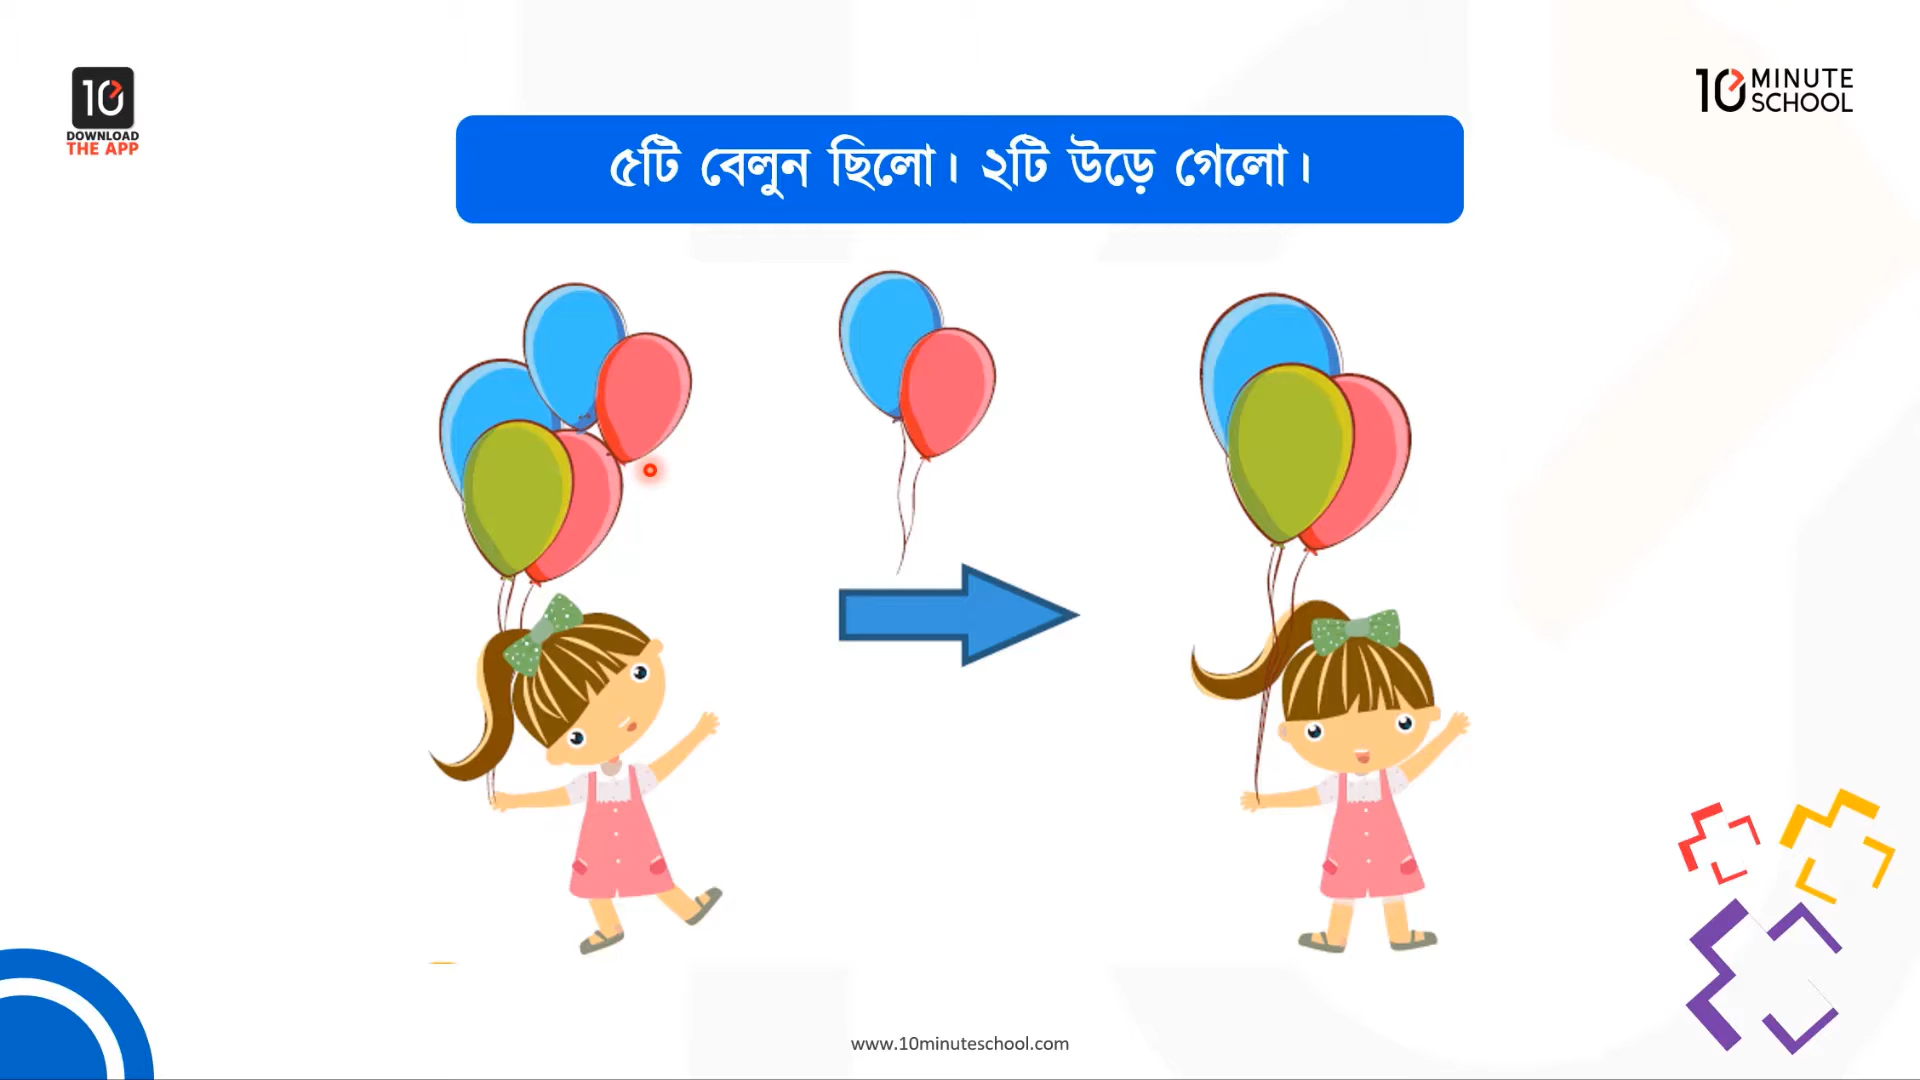 10
DOWNLOAD
THE APP
10 MINUTE
SCHOOL
৫টি বেলুন ছিলো। ২টি উড়ে গেলো।
www.10minuteschool.com